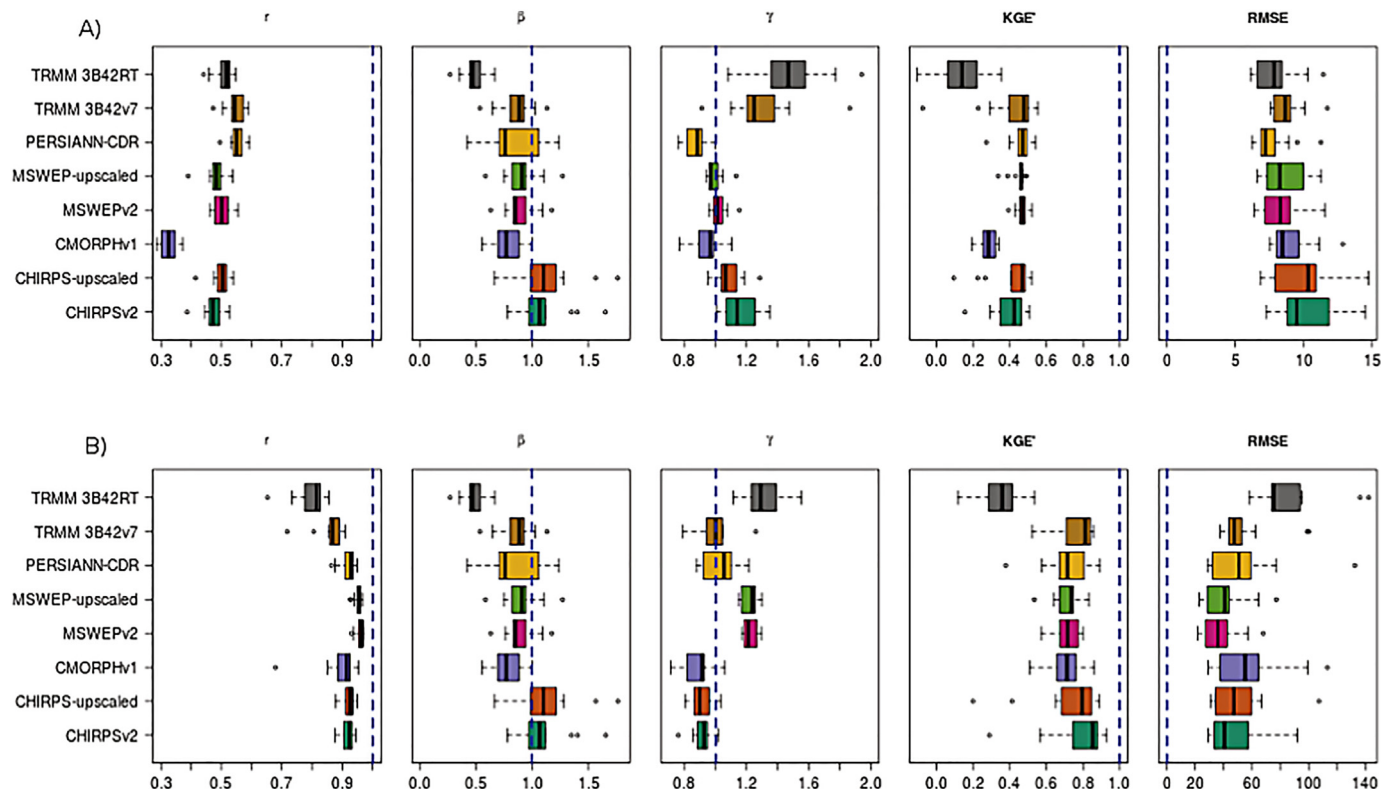 A)
r β γ KGE' RMSE
TRMM 3B42RT
TRMM 3B42v7
PERSIANN-CDR
MSWEP-upscaled
MSWEPv2
CMORPHv1
CHIRPS-upscaled
CHIRPSv2
0.3 0.5 0.7 0.9 0.0 0.5 1.0 1.5 0.8 1.2 1.6 2.0 0.0 0.2 0.4 0.6 0.8 1.0 0 5 10 15
B)
r β γ KGE' RMSE
TRMM 3B42RT
TRMM 3B42v7
PERSIANN-CDR
MSWEP-upscaled
MSWEPv2
CMORPHv1
CHIRPS-upscaled
CHIRPSv2
0.3 0.5 0.7 0.9 0.0 0.5 1.0 1.5 0.8 1.2 1.6 2.0 0.0 0.2 0.4 0.6 0.8 1.0 0 20 60 100 140